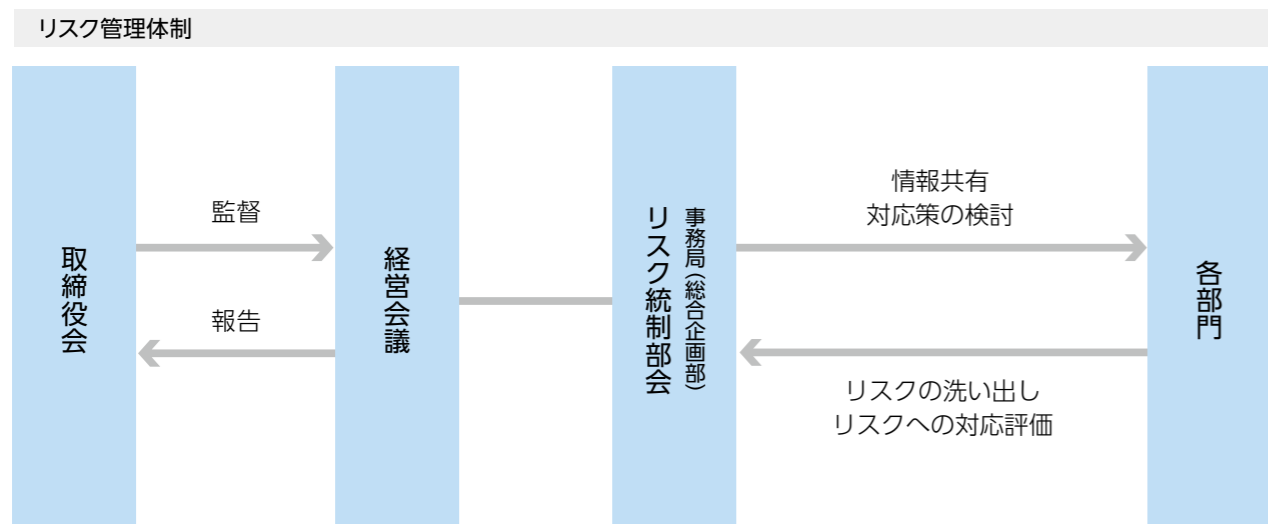 リスク管理体制
取締役会
監督
報告
経営会議
リスク統制部会
事務局（総合企画部）
情報共有
対応策の検討
リスクの洗い出し
リスクへの対応評価
各部門